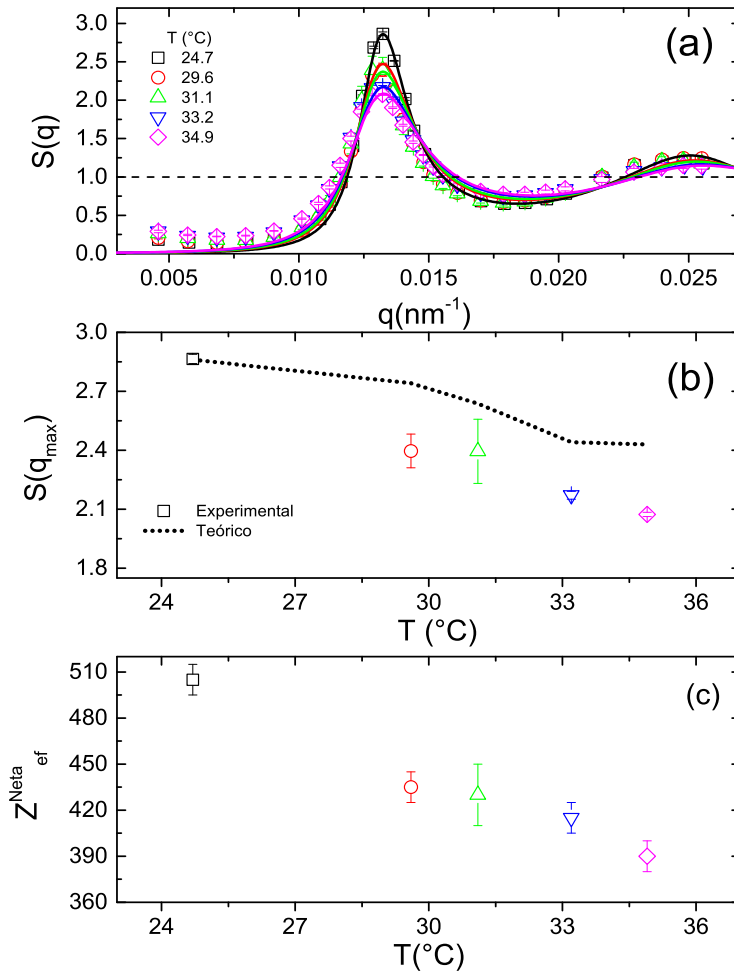 (a)
T (°C)
24.7
29.6
31.1
33.2
34.9
S(q)
3.0
2.5
2.0
1.5
1.0
0.5
0.0
0.005 0.010 0.015 0.020 0.025
q(nm⁻¹)
(b)
S(qmax)
3.0
2.7
2.4
2.1
1.8
Experimental
Teórico
24 27 30 33 36
T (°C)
(c)
Z^Neta_ef
510
480
450
420
390
360
24 27 30 33 36
T(°C)